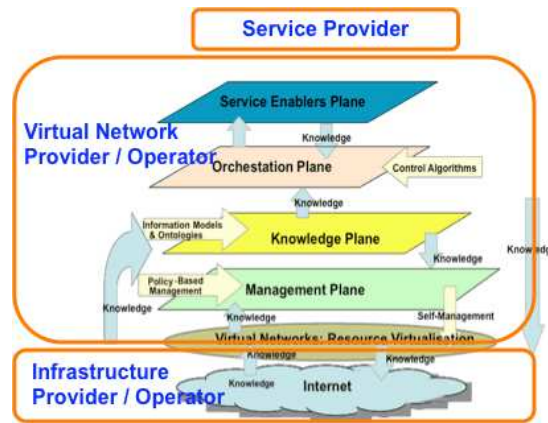 Service Provider
Service Enablers Plane
Virtual Network
Provider / Operator
Knowledge
Orchestation Plane
Control Algorithms
Knowledge
Information Models
& Ontologies
Knowledge Plane
Knowledge
Knowledge
Policy-Based
Management
Management Plane
Knowledge
Knowledge
Self-Management
Virtual Networks: Resource Virtualisation
Infrastructure
Provider / Operator
Knowledge
Knowledge
Knowledge
Internet